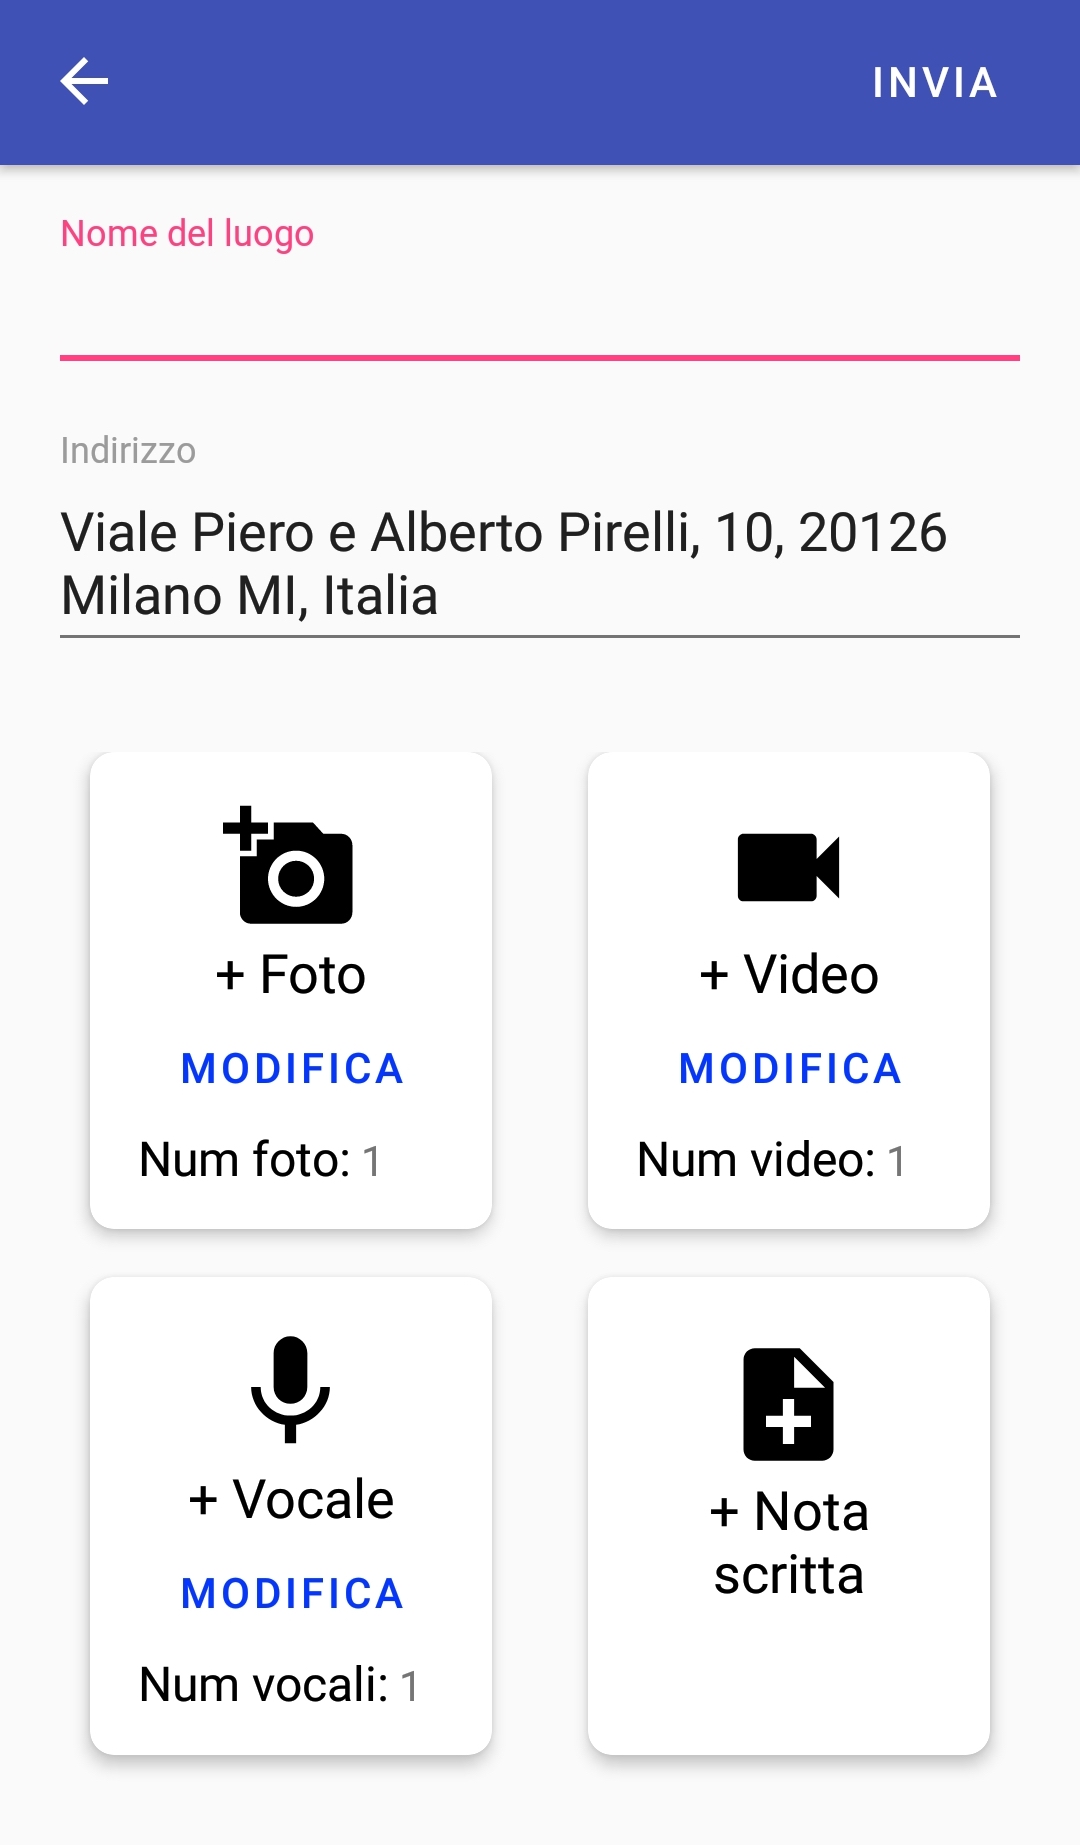 INVIA
Nome del luogo
Indirizzo
Viale Piero e Alberto Pirelli, 10, 20126
Milano MI, Italia
+ Foto
MODIFICA
Num foto: 1
+ Video
MODIFICA
Num video: 1
+ Vocale
MODIFICA
Num vocali: 1
+ Nota
scritta